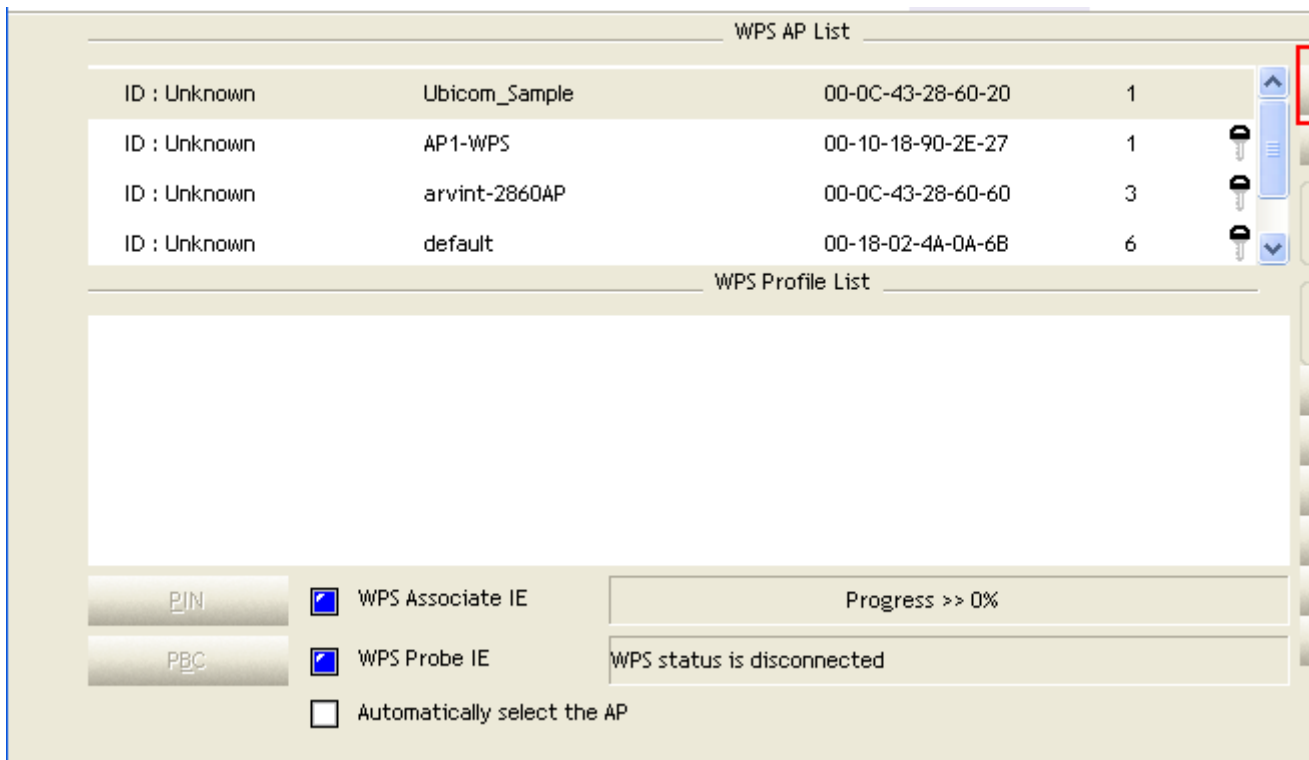 WPS AP List
ID : Unknown Ubicom_Sample 00-0C-43-28-60-20 1
ID : Unknown AP1-WPS 00-10-18-90-2E-27 1
ID : Unknown arvint-2860AP 00-0C-43-28-60-60 3
ID : Unknown default 00-18-02-4A-0A-6B 6
WPS Profile List
PIN WPS Associate IE Progress >> 0%
PBC WPS Probe IE WPS status is disconnected
Automatically select the AP